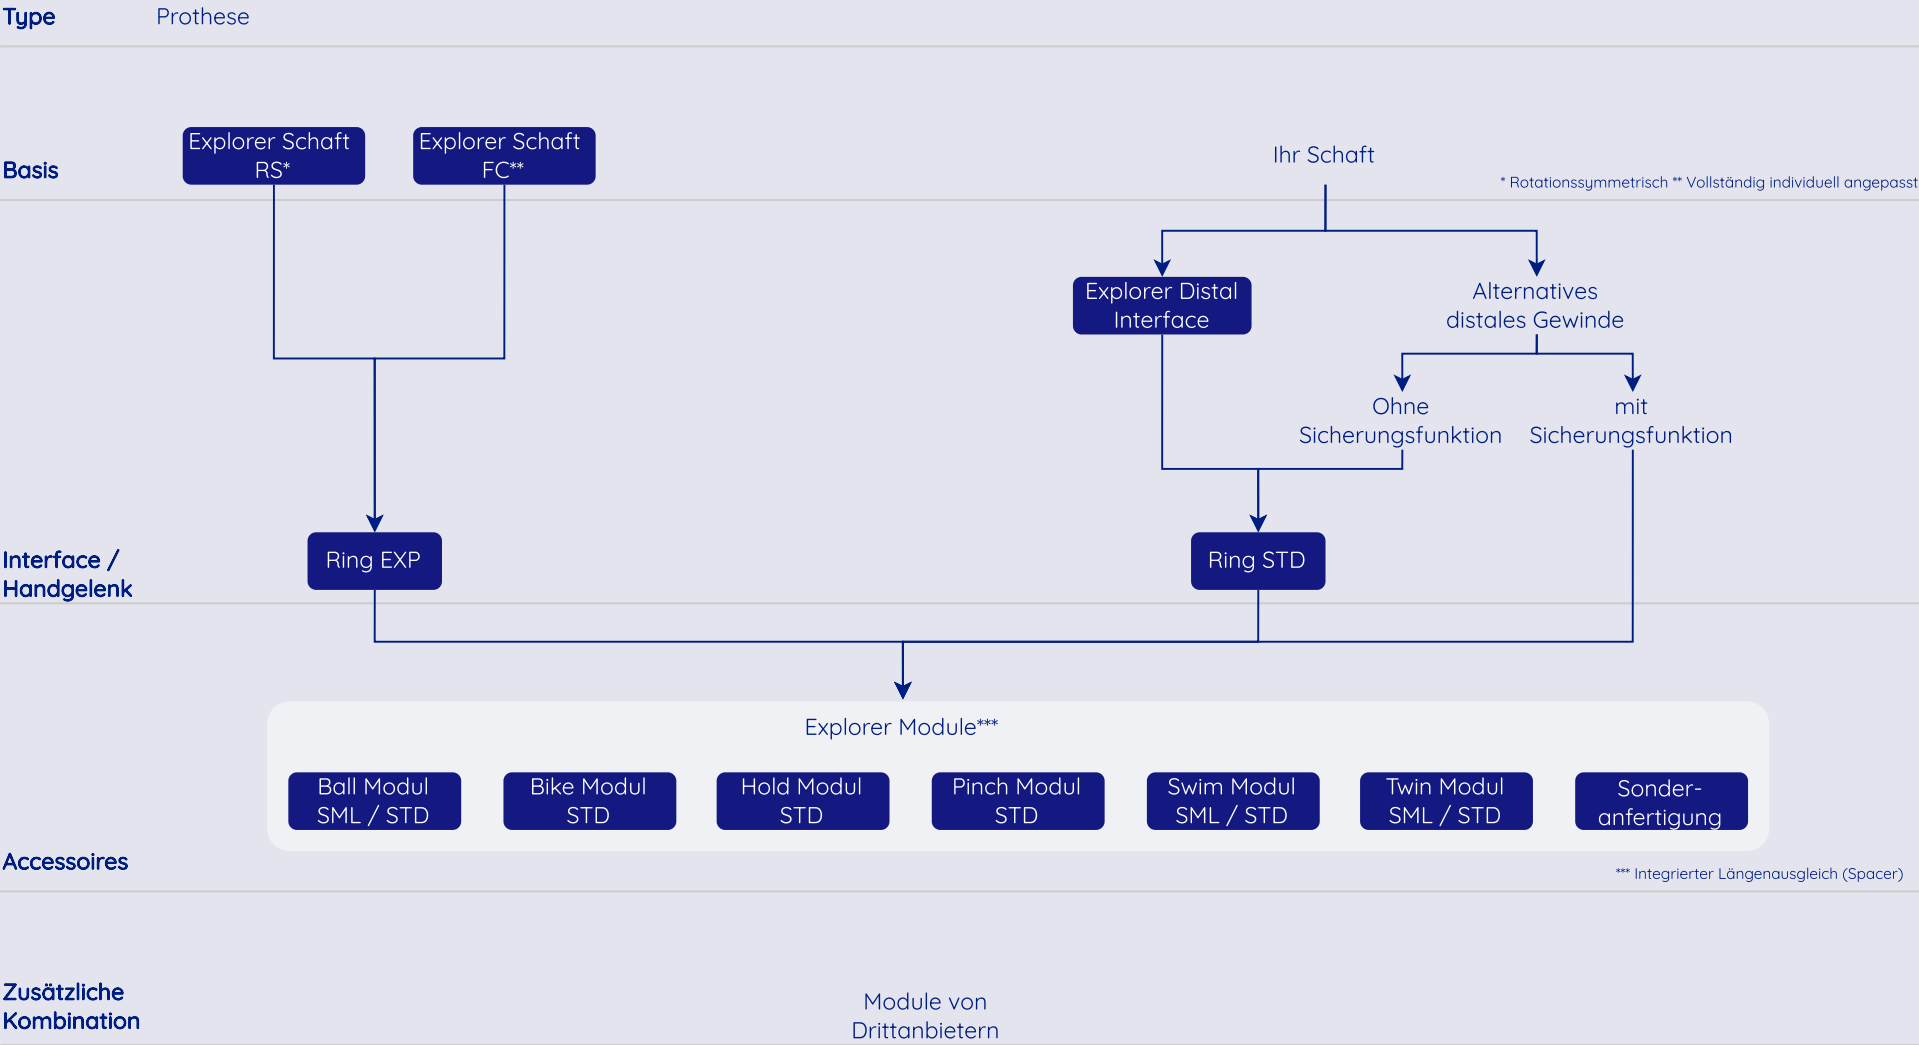 Type
Prothese
Explorer Schaft
RS*
Explorer Schaft
FC**
Ihr Schaft
Basis
* Rotationssymmetrisch ** Vollständig individuell angepasst
Explorer Distal
Interface
Alternatives
distales Gewinde
Ohne
Sicherungsfunktion
mit
Sicherungsfunktion
Interface /
Handgelenk
Ring EXP
Ring STD
Explorer Module***
Ball Modul
SML / STD
Bike Modul
STD
Hold Modul
STD
Pinch Modul
STD
Swim Modul
SML / STD
Twin Modul
SML / STD
Sonder-
anfertigung
Accessoires
*** Integrierter Längenausgleich (Spacer)
Zusätzliche
Kombination
Module von
Drittanbietern